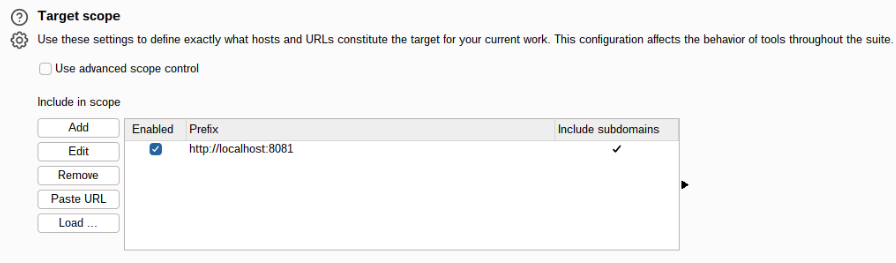 Target scope
Use these settings to define exactly what hosts and URLs constitute the target for your current work. This configuration affects the behavior of tools throughout the suite.
Use advanced scope control
Include in scope
Add
Edit
Remove
Paste URL
Load ...
Enabled Prefix Include subdomains
http://localhost:8081